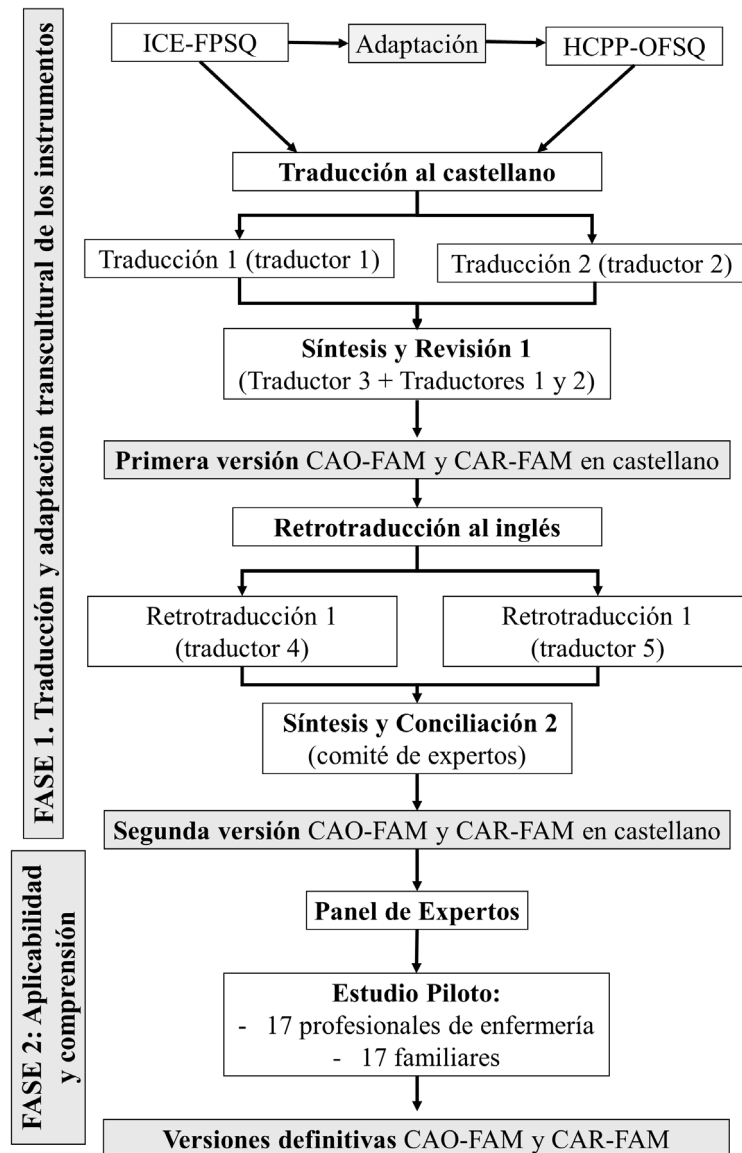 ICE-FPSQ
Adaptación
HCPP-OFSQ
Traducción al castellano
Traducción 1 (traductor 1)
Traducción 2 (traductor 2)
Síntesis y Revisión 1
(Traductor 3 + Traductores 1 y 2)
Primera versión CAO-FAM y CAR-FAM en castellano
Retrotraducción al inglés
Retrotraducción 1
(traductor 4)
Retrotraducción 1
(traductor 5)
Síntesis y Conciliación 2
(comité de expertos)
Segunda versión CAO-FAM y CAR-FAM en castellano
FASE 1. Traducción y adaptación transcultural de los instrumentos
Panel de Expertos
Estudio Piloto:
- 17 profesionales de enfermería
- 17 familiares
Versiones definitivas CAO-FAM y CAR-FAM
FASE 2: Aplicabilidad
y comprensión